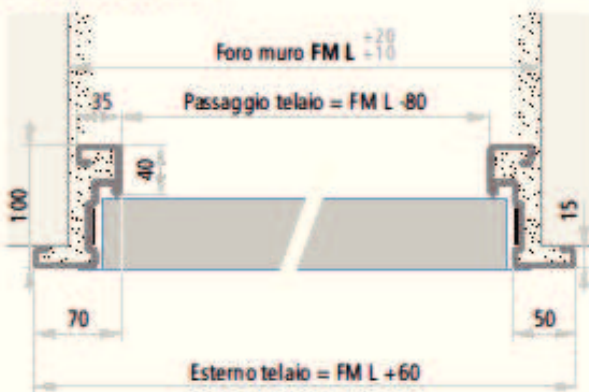 Foro muro FM L +20 +10
35
Passaggio telaio = FM L -80
40
100
15
70
50
Esterno telaio = FM L +60